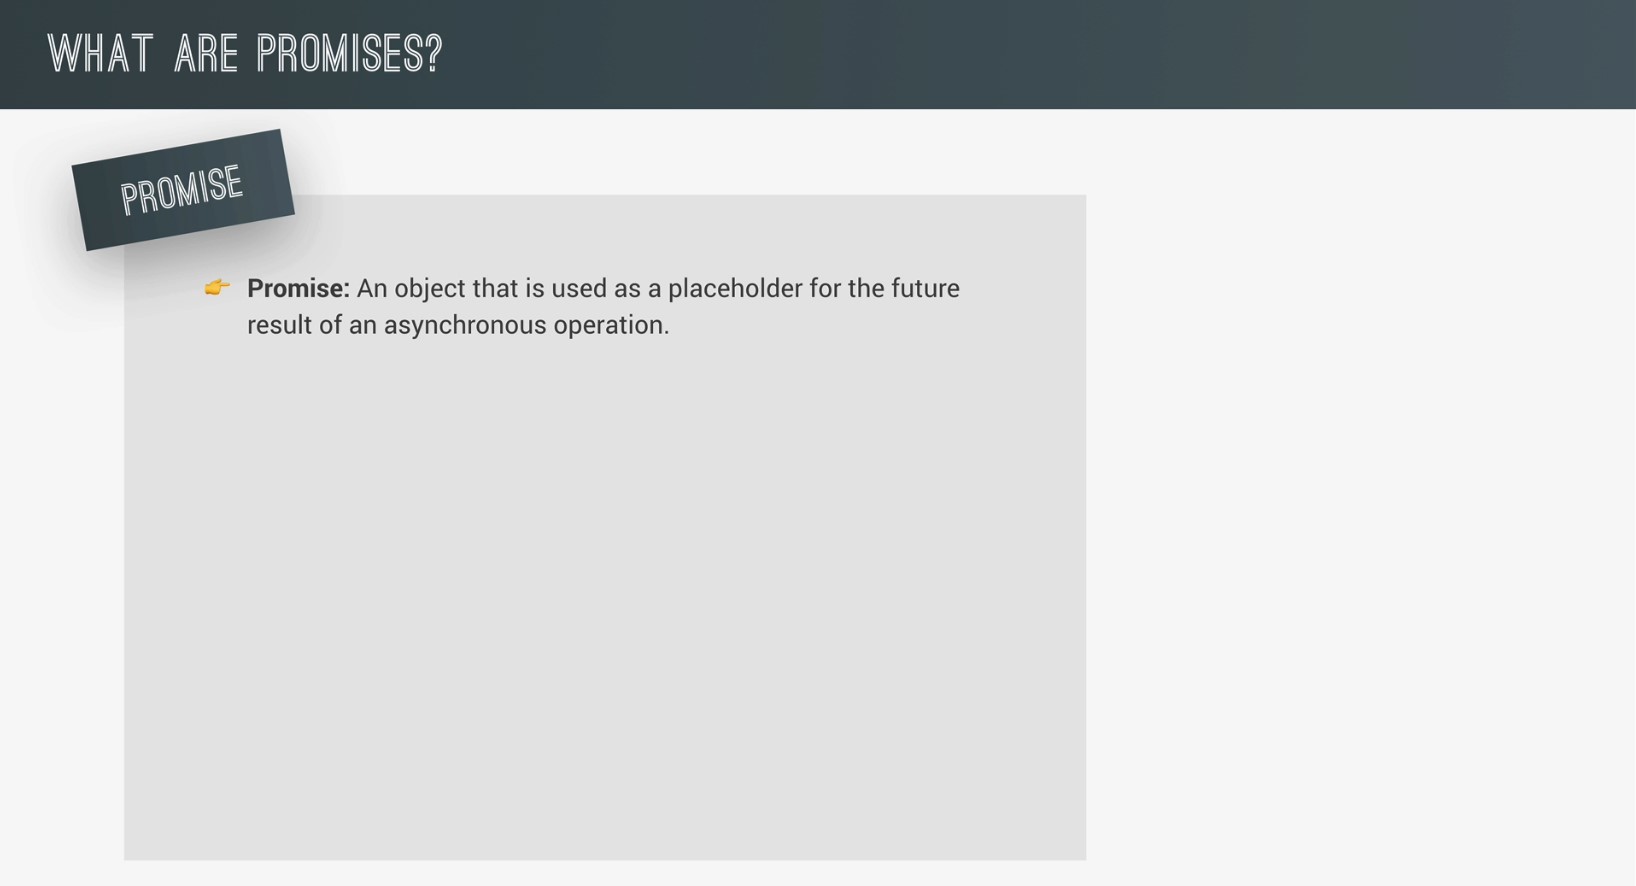 WHAT ARE PROMISES?
PROMISE
👉 Promise: An object that is used as a placeholder for the future
result of an asynchronous operation.